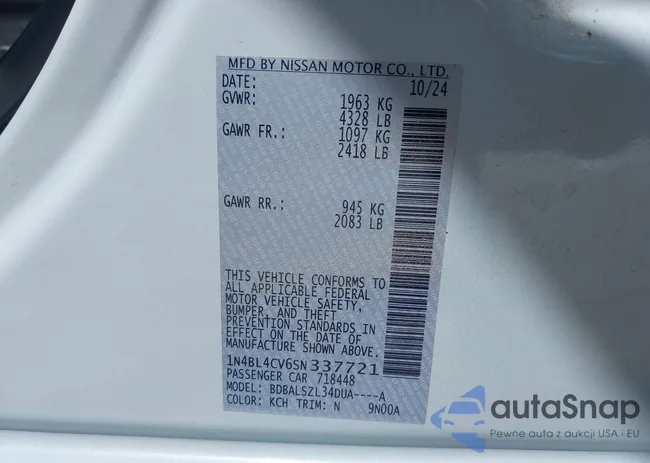 MFD BY NISSAN MOTOR CO., LTD.
DATE: 10/24
GVWR: 1963 KG
4328 LB
GAWR FR.: 1097 KG
2418 LB
GAWR RR.: 945 KG
2083 LB
THIS VEHICLE CONFORMS TO
ALL APPLICABLE FEDERAL
MOTOR VEHICLE SAFETY,
BUMPER, AND THEFT
PREVENTION STANDARDS IN
EFFECT ON THE DATE OF
MANUFACTURE SHOWN ABOVE.
1N4BL4CV6SN337721
PASSENGER CAR 718448
MODEL: BDBALSZL34DUA----A
COLOR: KCH TRIM: N 9N00A
autoSnap
Pewne auta z aukcji USA · EU